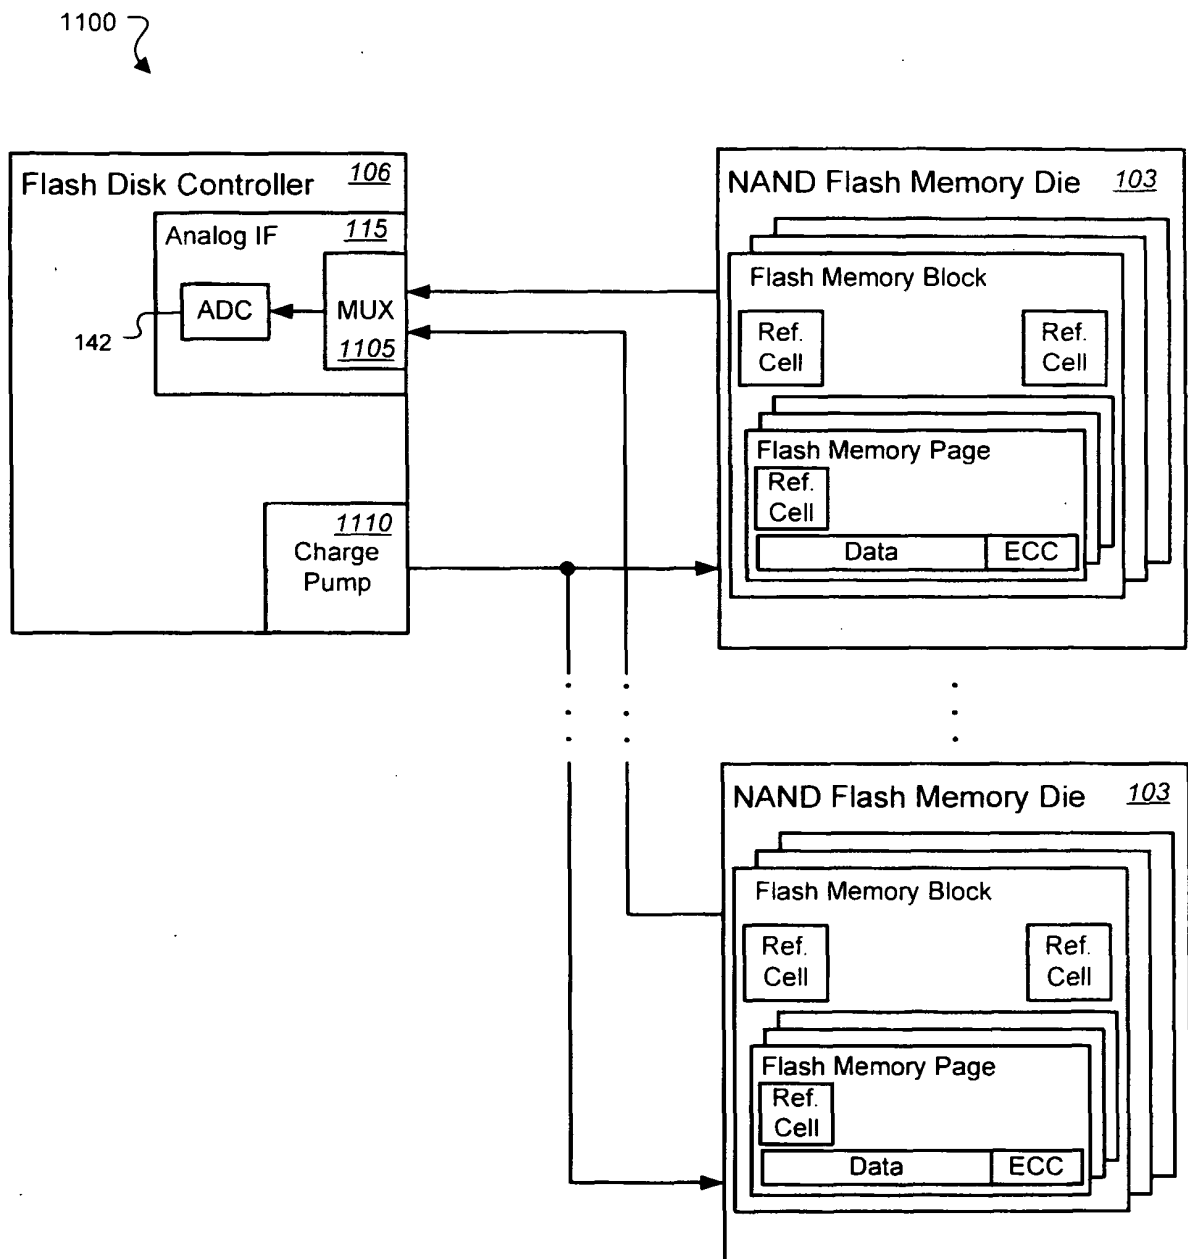 1100
Flash Disk Controller 106
Analog IF 115
ADC
MUX
1105
142
1110
Charge
Pump
NAND Flash Memory Die 103
Flash Memory Block
Ref.
Cell
Ref.
Cell
Flash Memory Page
Ref.
Cell
Data
ECC
NAND Flash Memory Die 103
Flash Memory Block
Ref.
Cell
Ref.
Cell
Flash Memory Page
Ref.
Cell
Data
ECC